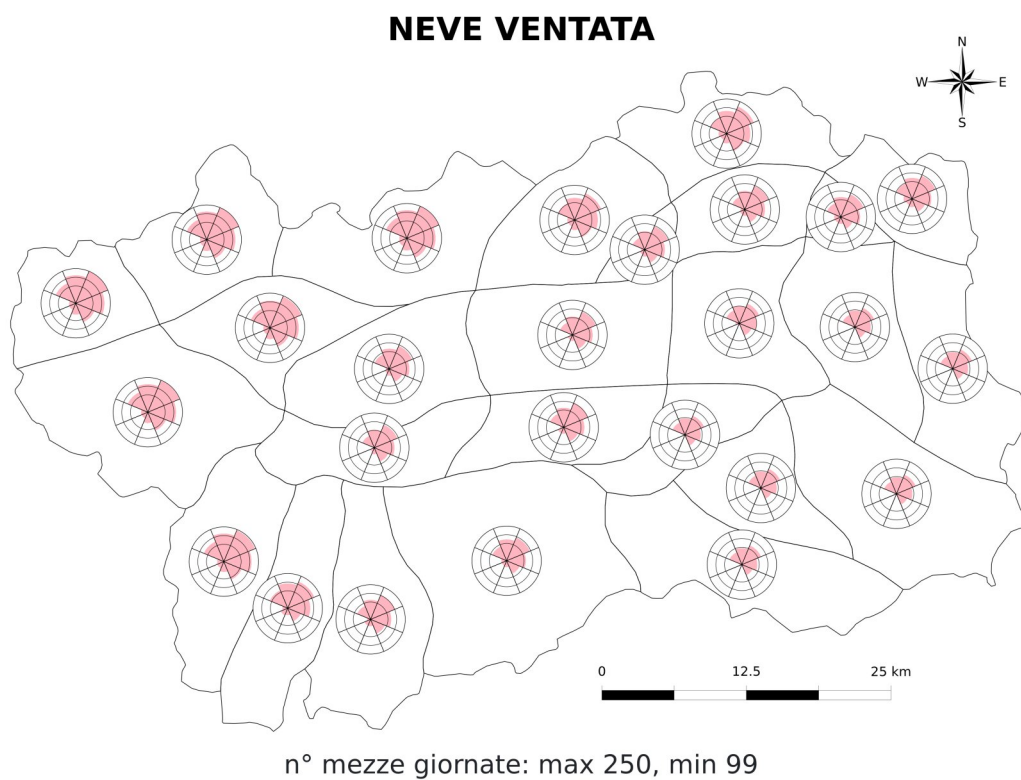 NEVE VENTATA
N
W E
S
0 12.5 25 km
n° mezze giornate: max 250, min 99